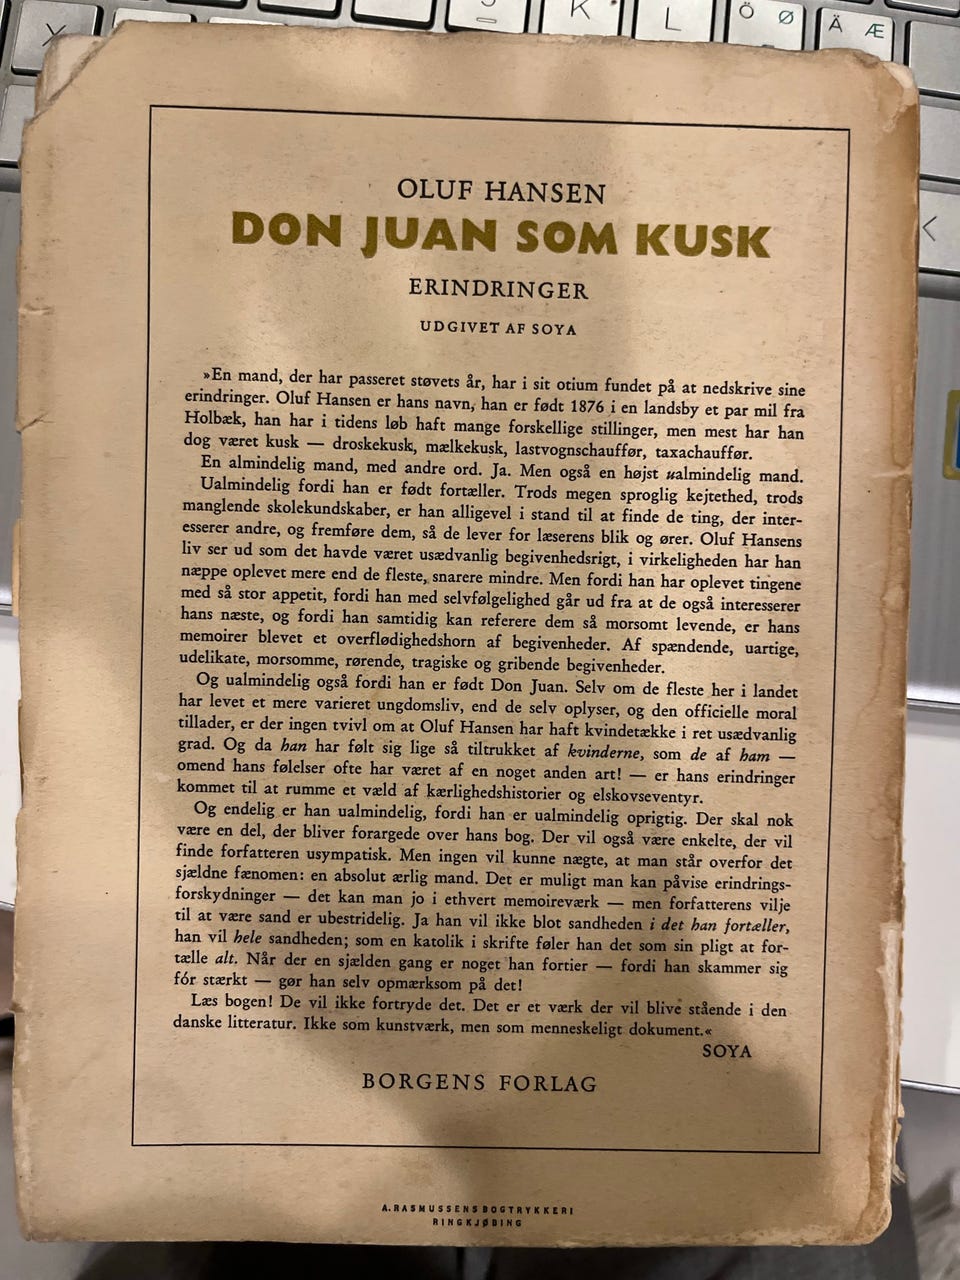 K
L
Ö Ø
Ä Æ
<
OLUF HANSEN
DON JUAN SOM KUSK
ERINDRINGER
UDGIVET AF SOYA
»En mand, der har passeret støvets år, har i sit otium fundet på at nedskrive sine
erindringer. Oluf Hansen er hans navn, han er født 1876 i en landsby et par mil fra
Holbæk, han har i tidens løb haft mange forskellige stillinger, men mest har han
dog været kusk — droskekusk, mælkekusk, lastvognschauffør, taxachauffør.
En almindelig mand, med andre ord. Ja. Men også en højst ualmindelig mand.
Ualmindelig fordi han er født fortæller. Trods megen sproglig kejtethed, trods
manglende skolekundskaber, er han alligevel i stand til at finde de ting, der inter-
esserer andre, og fremføre dem, så de lever for læserens blik og ører. Oluf Hansens
liv ser ud som det havde været usædvanlig begivenhedsrigt, i virkeligheden har han
næppe oplevet mere end de fleste, snarere mindre. Men fordi han har oplevet tingene
med så stor appetit, fordi han med selvfølgelighed går ud fra at de også interesserer
hans næste, og fordi han samtidig kan referere dem så morsomt levende, er hans
memoirer blevet et overflødighedshorn af begivenheder. Af spændende, uartige,
udelikate, morsomme, rørende, tragiske og gribende begivenheder.
Og ualmindelig også fordi han er født Don Juan. Selv om de fleste her i landet
har levet et mere varieret ungdomsliv, end de selv oplyser, og den officielle moral
tillader, er der ingen tvivl om at Oluf Hansen har haft kvindetække i ret usædvanlig
grad. Og da han har følt sig lige så tiltrukket af kvinderne, som de af ham —
omend hans følelser ofte har været af en noget anden art! — er hans erindringer
kommet til at rumme et væld af kærlighedshistorier og elskovseventyr.
Og endelig er han ualmindelig, fordi han er ualmindelig oprigtig. Der skal nok
være en del, der bliver forargede over hans bog. Der vil også være enkelte, der vil
finde forfatteren usympatisk. Men ingen vil kunne nægte, at man står overfor det
sjældne fænomen: en absolut ærlig mand. Det er muligt man kan påvise erindrings-
forskydninger — det kan man jo i ethvert memoireværk — men forfatterens vilje
til at være sand er ubestridelig. Ja han vil ikke blot sandheden i det han fortæller,
han vil hele sandheden; som en katolik i skrifte føler han det som sin pligt at for-
tælle alt. Når der en sjælden gang er noget han fortier — fordi han skammer sig
fór stærkt — gør han selv opmærksom på det!
Læs bogen! De vil ikke fortryde det. Det er et værk der vil blive stående i den
danske litteratur. Ikke som kunstværk, men som menneskeligt dokument.«
SOYA
BORGENS FORLAG
A. RASMUSSENS BOGTRYKKERI
RINGKJØBING